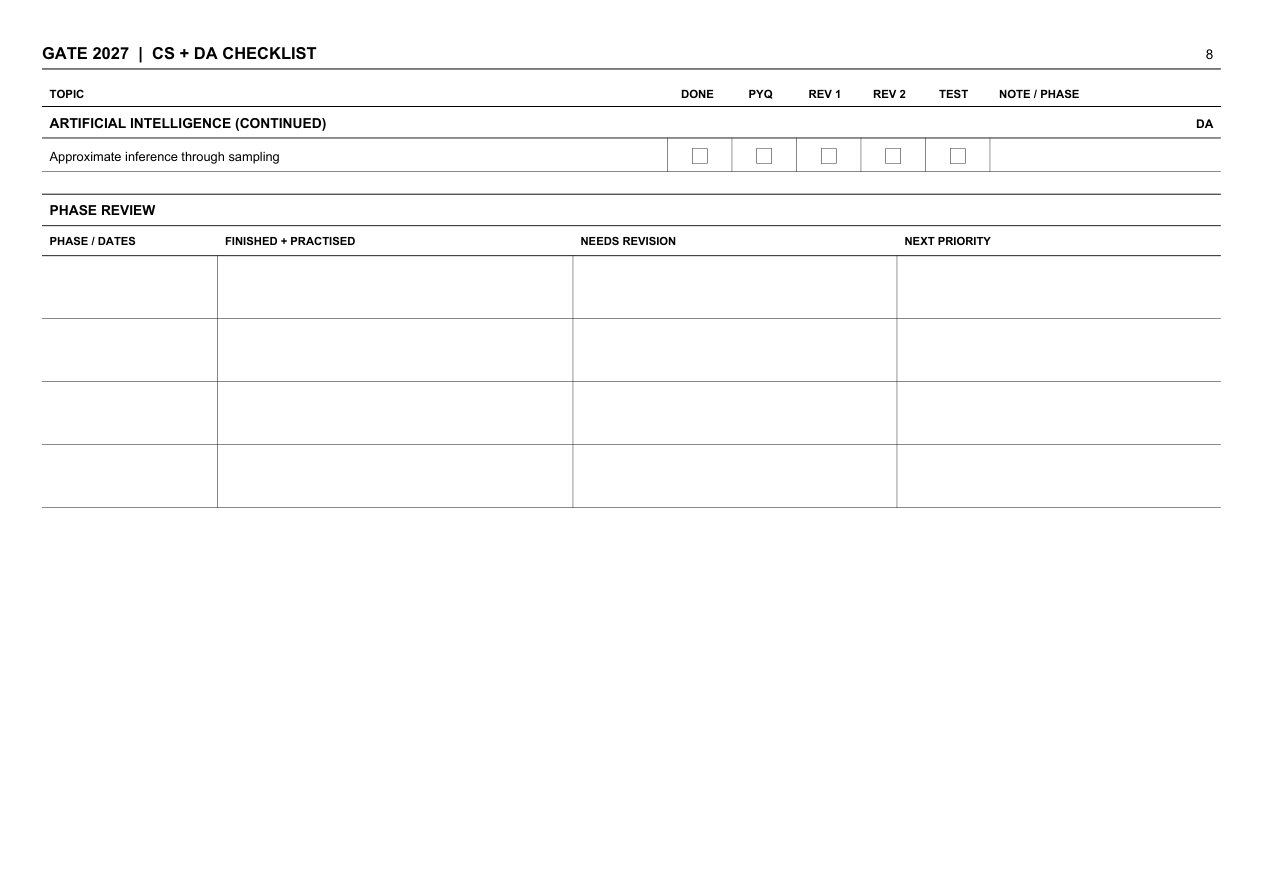 GATE 2027 | CS + DA CHECKLIST 8
TOPIC DONE PYQ REV 1 REV 2 TEST NOTE / PHASE
ARTIFICIAL INTELLIGENCE (CONTINUED) DA
Approximate inference through sampling
PHASE REVIEW
PHASE / DATES FINISHED + PRACTISED NEEDS REVISION NEXT PRIORITY